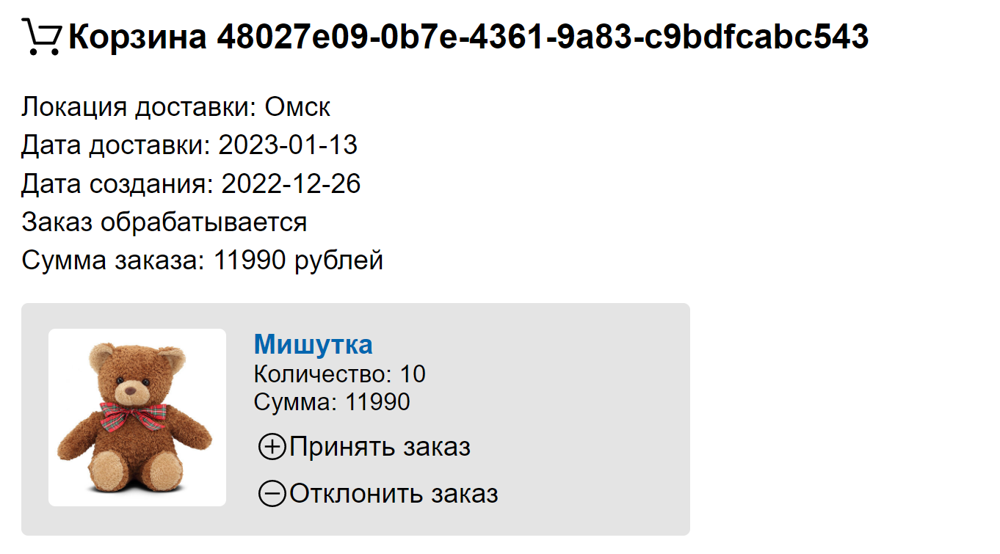 Корзина 48027e09-0b7e-4361-9a83-c9bdfcabc543
Локация доставки: Омск
Дата доставки: 2023-01-13
Дата создания: 2022-12-26
Заказ обрабатывается
Сумма заказа: 11990 рублей
Мишутка
Количество: 10
Сумма: 11990
Принять заказ
Отклонить заказ